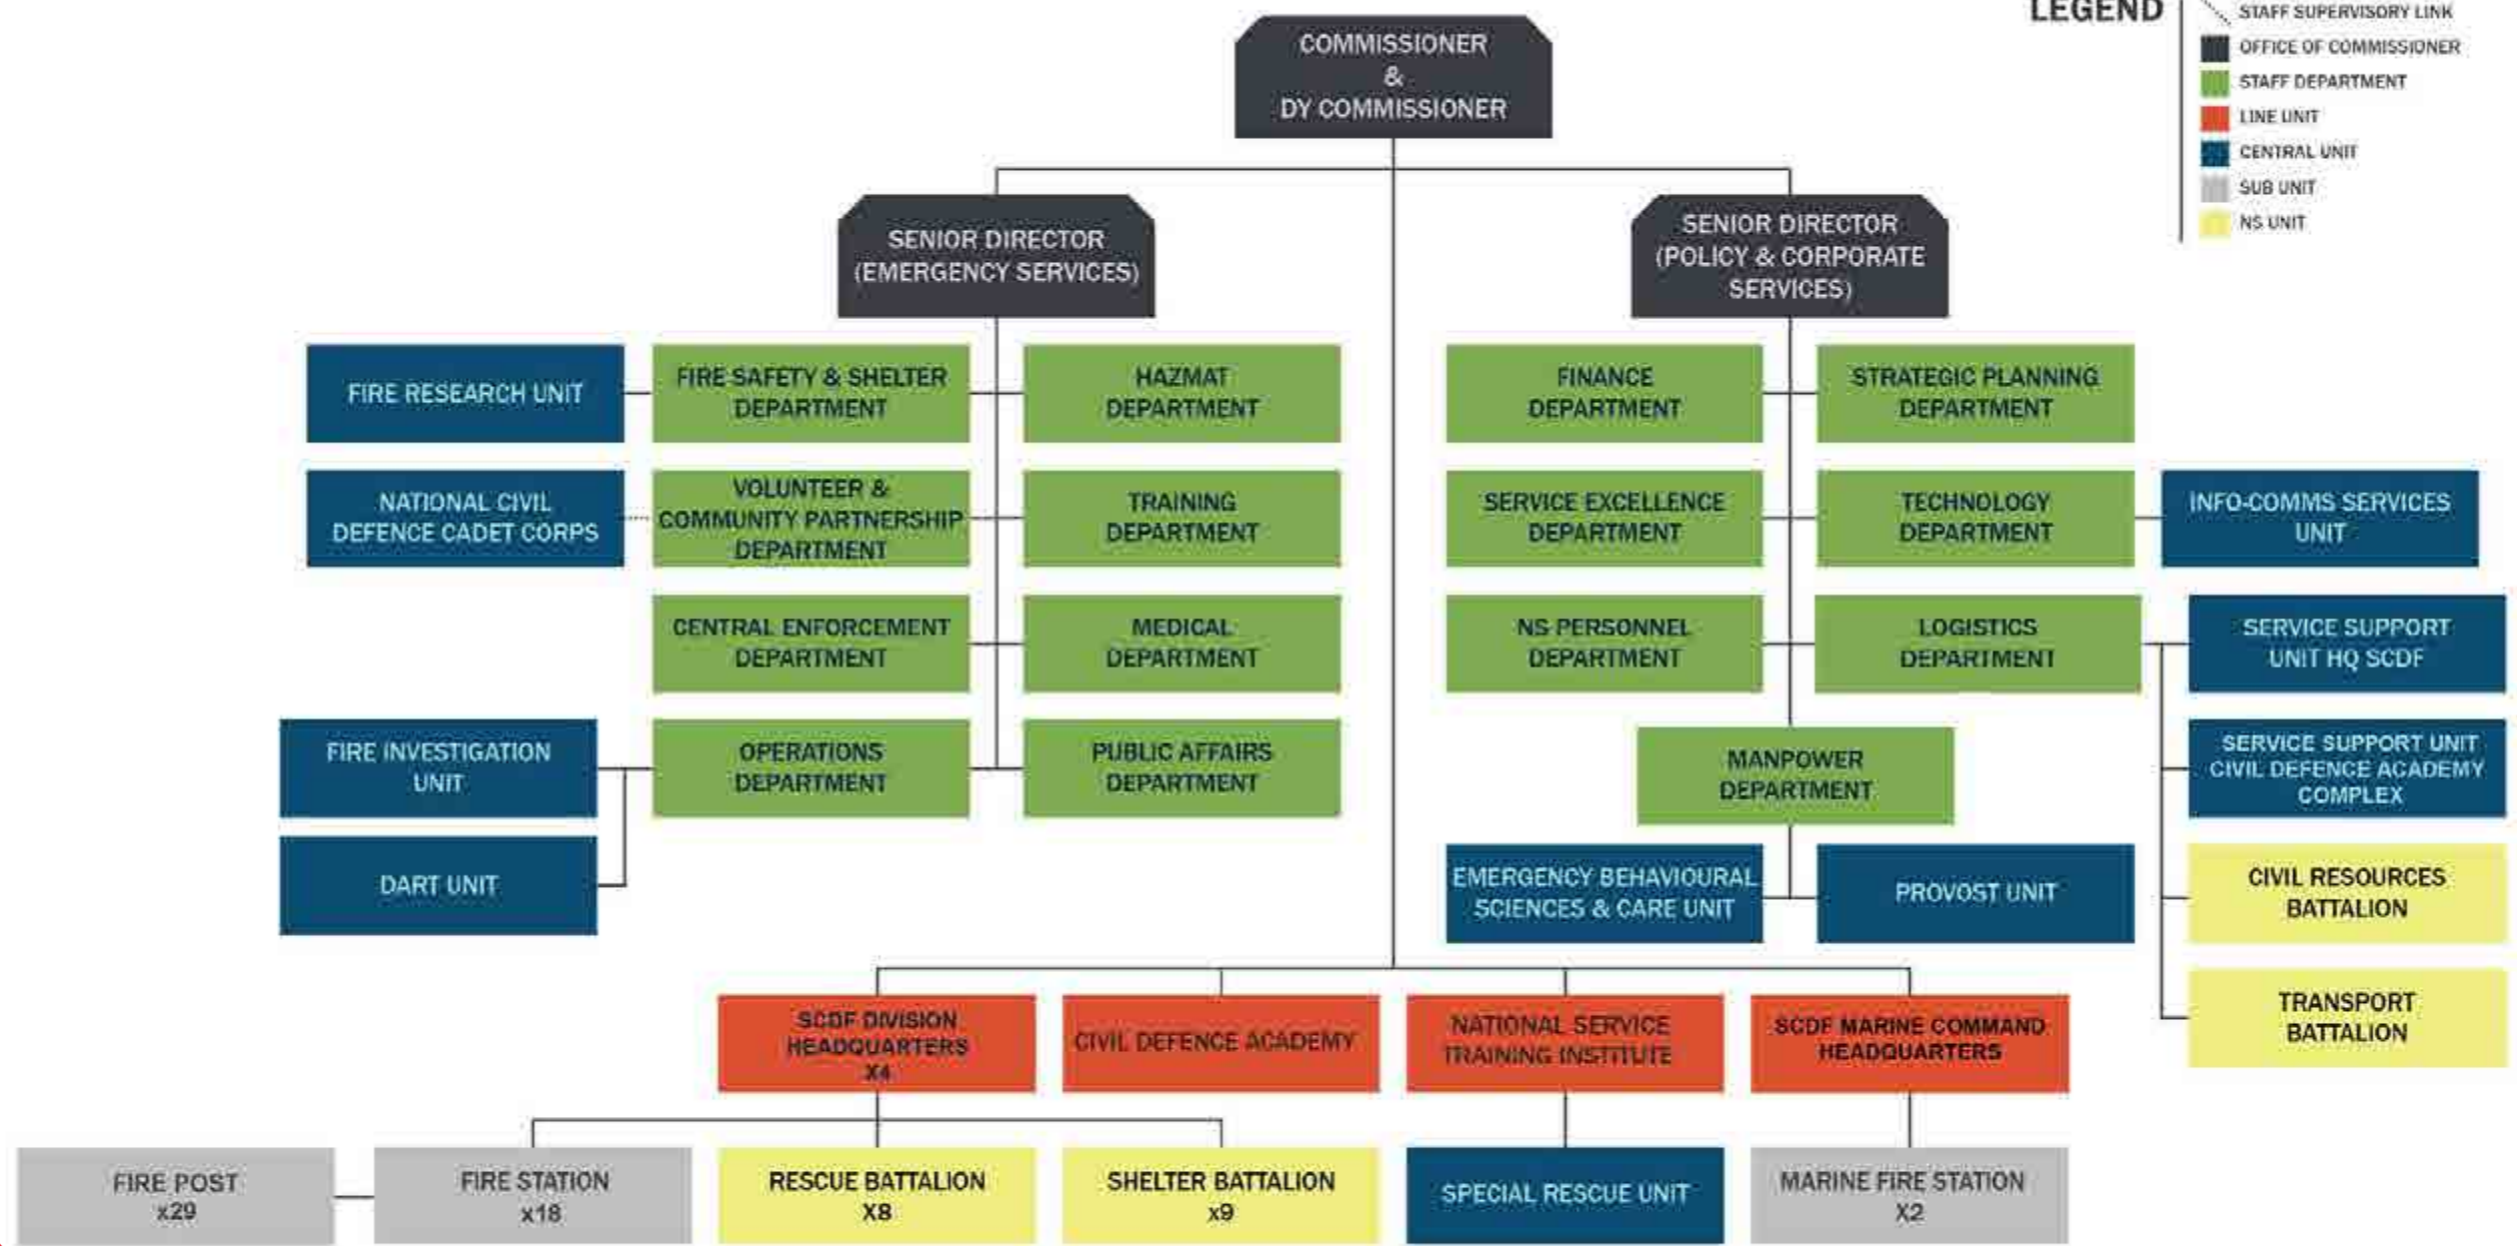 LEGEND
STAFF SUPERVISORY LINK
OFFICE OF COMMISSIONER
STAFF DEPARTMENT
LINE UNIT
CENTRAL UNIT
SUB UNIT
NS UNIT
COMMISSIONER
&
DY COMMISSIONER
SENIOR DIRECTOR
(EMERGENCY SERVICES)
SENIOR DIRECTOR
(POLICY & CORPORATE
SERVICES)
FIRE RESEARCH UNIT
FIRE SAFETY & SHELTER
DEPARTMENT
HAZMAT
DEPARTMENT
FINANCE
DEPARTMENT
STRATEGIC PLANNING
DEPARTMENT
NATIONAL CIVIL
DEFENCE CADET CORPS
VOLUNTEER &
COMMUNITY PARTNERSHIP
DEPARTMENT
TRAINING
DEPARTMENT
SERVICE EXCELLENCE
DEPARTMENT
TECHNOLOGY
DEPARTMENT
INFO-COMMS SERVICES
UNIT
CENTRAL ENFORCEMENT
DEPARTMENT
MEDICAL
DEPARTMENT
NS PERSONNEL
DEPARTMENT
LOGISTICS
DEPARTMENT
SERVICE SUPPORT
UNIT HQ SCDF
FIRE INVESTIGATION
UNIT
OPERATIONS
DEPARTMENT
PUBLIC AFFAIRS
DEPARTMENT
MANPOWER
DEPARTMENT
SERVICE SUPPORT UNIT
CIVIL DEFENCE ACADEMY
COMPLEX
DART UNIT
EMERGENCY BEHAVIOURAL
SCIENCES & CARE UNIT
PROVOST UNIT
CIVIL RESOURCES
BATTALION
TRANSPORT
BATTALION
SCDF DIVISION
HEADQUARTERS
X4
CIVIL DEFENCE ACADEMY
NATIONAL SERVICE
TRAINING INSTITUTE
SCDF MARINE COMMAND
HEADQUARTERS
FIRE POST
x29
FIRE STATION
x18
RESCUE BATTALION
X8
SHELTER BATTALION
x9
SPECIAL RESCUE UNIT
MARINE FIRE STATION
X2